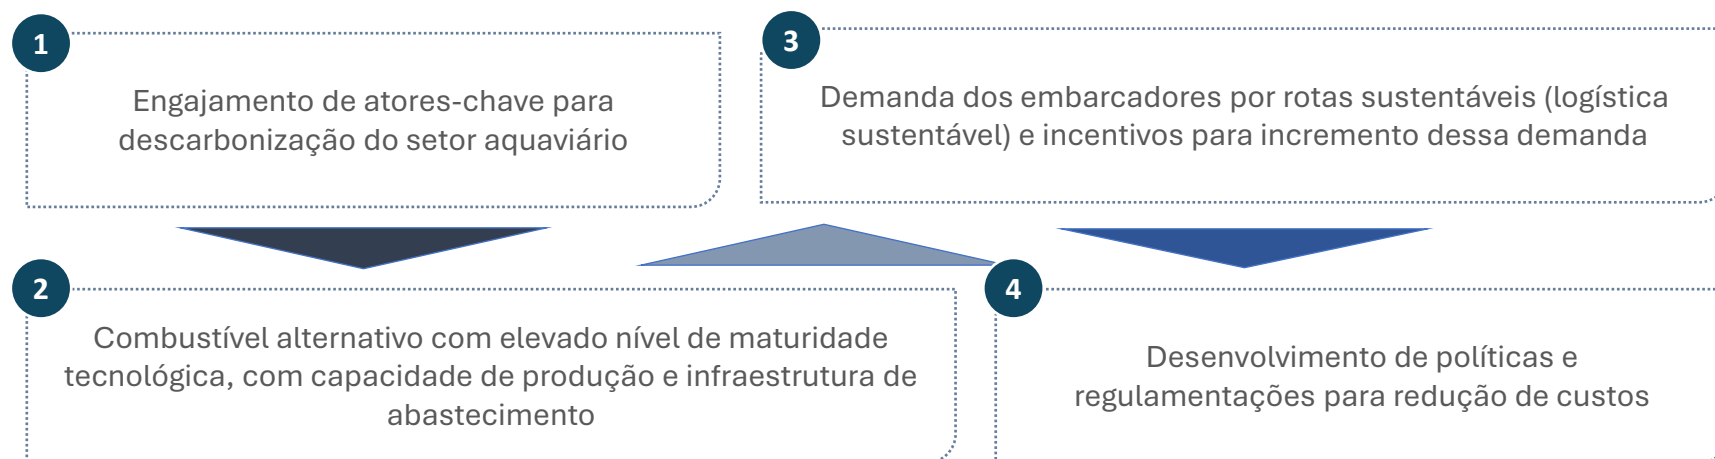 1
Engajamento de atores-chave para
descarbonização do setor aquaviário
2
Combustível alternativo com elevado nível de maturidade
tecnológica, com capacidade de produção e infraestrutura de
abastecimento
3
Demanda dos embarcadores por rotas sustentáveis (logística
sustentável) e incentivos para incremento dessa demanda
4
Desenvolvimento de políticas e
regulamentações para redução de custos